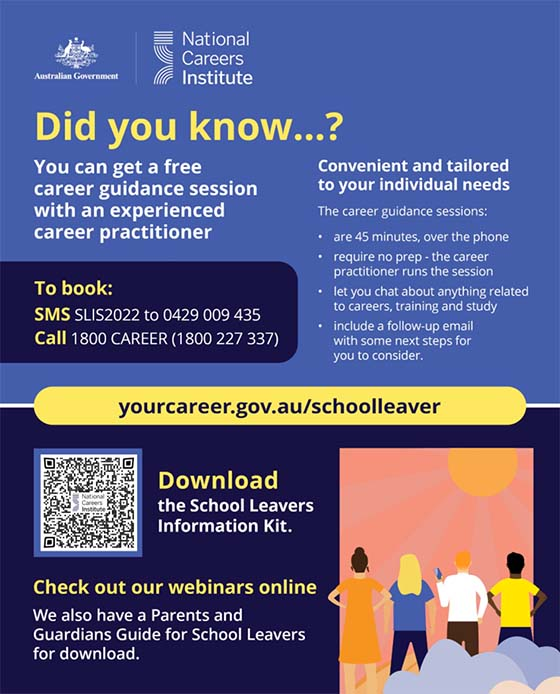 Australian Government
National
Careers
Institute
Did you know...?
You can get a free
career guidance session
with an experienced
career practitioner
To book:
SMS SLIS2022 to 0429 009 435
Call 1800 CAREER (1800 227 337)
Convenient and tailored
to your individual needs
The career guidance sessions:
• are 45 minutes, over the phone
• require no prep - the career
practitioner runs the session
• let you chat about anything related
to careers, training and study
• include a follow-up email
with some next steps for
you to consider.
yourcareer.gov.au/schoolleaver
National
Careers
Institute
Download
the School Leavers
Information Kit.
Check out our webinars online
We also have a Parents and
Guardians Guide for School Leavers
for download.